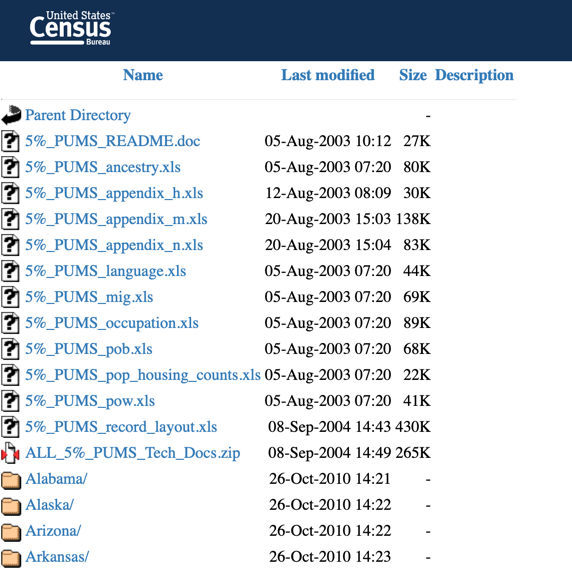 United States™
Census
Bureau
Name Last modified Size Description
Parent Directory -
5%_PUMS_README.doc 05-Aug-2003 10:12 27K
5%_PUMS_ancestry.xls 05-Aug-2003 07:20 80K
5%_PUMS_appendix_h.xls 12-Aug-2003 08:09 30K
5%_PUMS_appendix_m.xls 20-Aug-2003 15:03 138K
5%_PUMS_appendix_n.xls 20-Aug-2003 15:04 83K
5%_PUMS_language.xls 05-Aug-2003 07:20 44K
5%_PUMS_mig.xls 05-Aug-2003 07:20 69K
5%_PUMS_occupation.xls 05-Aug-2003 07:20 89K
5%_PUMS_pob.xls 05-Aug-2003 07:20 68K
5%_PUMS_pop_housing_counts.xls 05-Aug-2003 07:20 22K
5%_PUMS_pow.xls 05-Aug-2003 07:20 41K
5%_PUMS_record_layout.xls 08-Sep-2004 14:43 430K
ALL_5%_PUMS_Tech_Docs.zip 08-Sep-2004 14:49 265K
Alabama/ 26-Oct-2010 14:21 -
Alaska/ 26-Oct-2010 14:22 -
Arizona/ 26-Oct-2010 14:22 -
Arkansas/ 26-Oct-2010 14:23 -